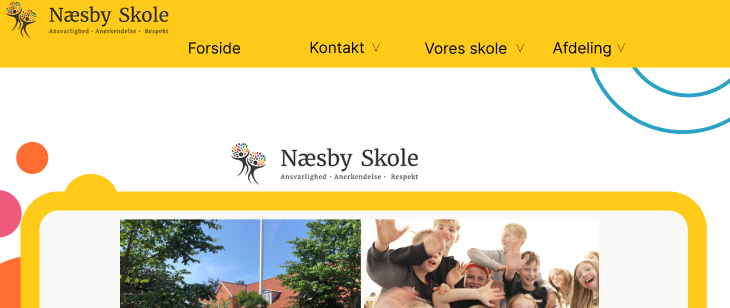 Næsby Skole
Ansvarlighed · Anerkendelse · Respekt
Forside
Kontakt
Vores skole
Afdeling
Næsby Skole
Ansvarlighed · Anerkendelse · Respekt